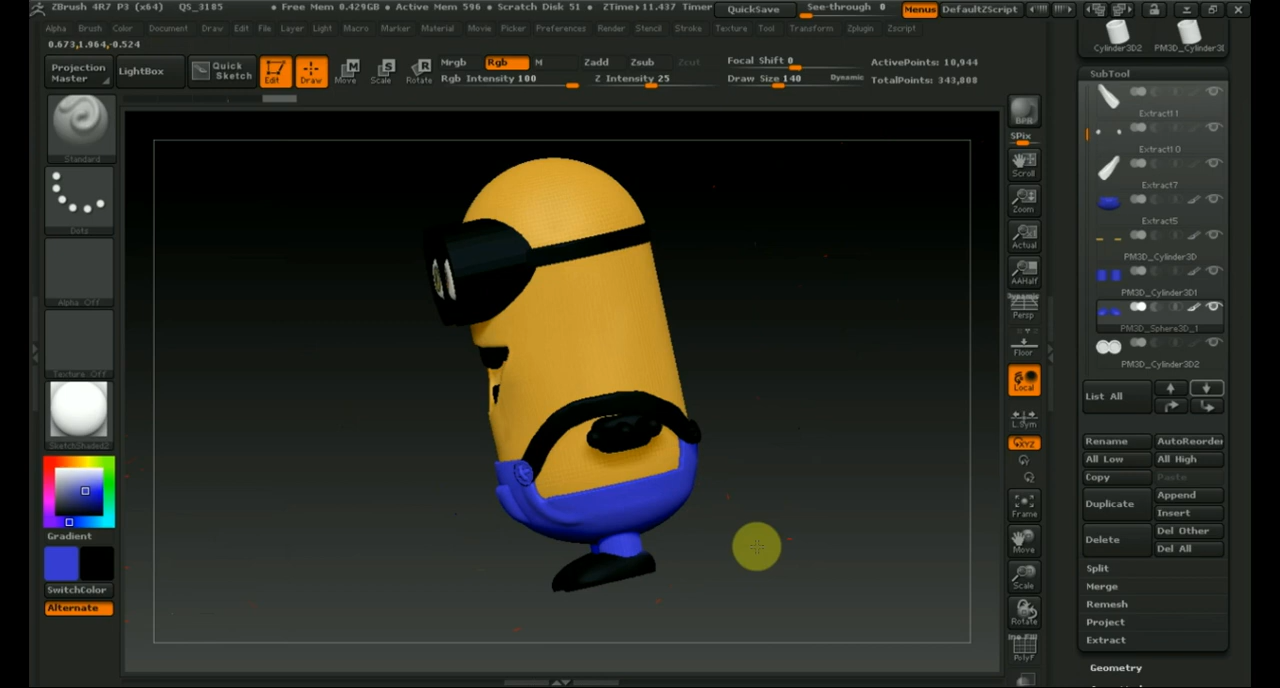 ZBrush 4R7 P3 (x64) QS_3185 • Free Mem 0.429GB • Active Mem 596 • Scratch Disk 51 • ZTime▸11.437 Timer QuickSave See-through 0 Menus DefaultZScript
Alpha Brush Color Document Draw Edit File Layer Light Macro Marker Material Movie Picker Preferences Render Stencil Stroke Texture Tool Transform Zplugin Zscript
0.673,1.964,-0.524
Projection Master
LightBox
Quick Sketch
Edit
Draw
Move
Scale
Rotate
Mrgb Rgb M Zadd Zsub Zcut
Rgb Intensity 100 Z Intensity 25
Focal Shift 0
Draw Size 140 Dynamic
ActivePoints: 10,944
TotalPoints: 343,808
Standard
Dots
Alpha Off
Texture Off
Gradient
SwitchColor
Alternate
BPR
SPix
Scroll
Zoom
Actual
AAHalf
Dynamic
Persp
Floor
Local
L.Sym
XYZ
Frame
Move
Scale
Rotate
PolyF
Cylinder3D2
SubTool
Extract11
Extract10
Extract7
Extract5
PM3D_Cylinder3D
PM3D_Cylinder3D1
PM3D_Sphere3D_1
PM3D_Cylinder3D2
List All
Rename AutoReorder
All Low All High
Copy Paste
Duplicate
Append
Insert
Delete
Del Other
Del All
Split
Merge
Remesh
Project
Extract
Geometry